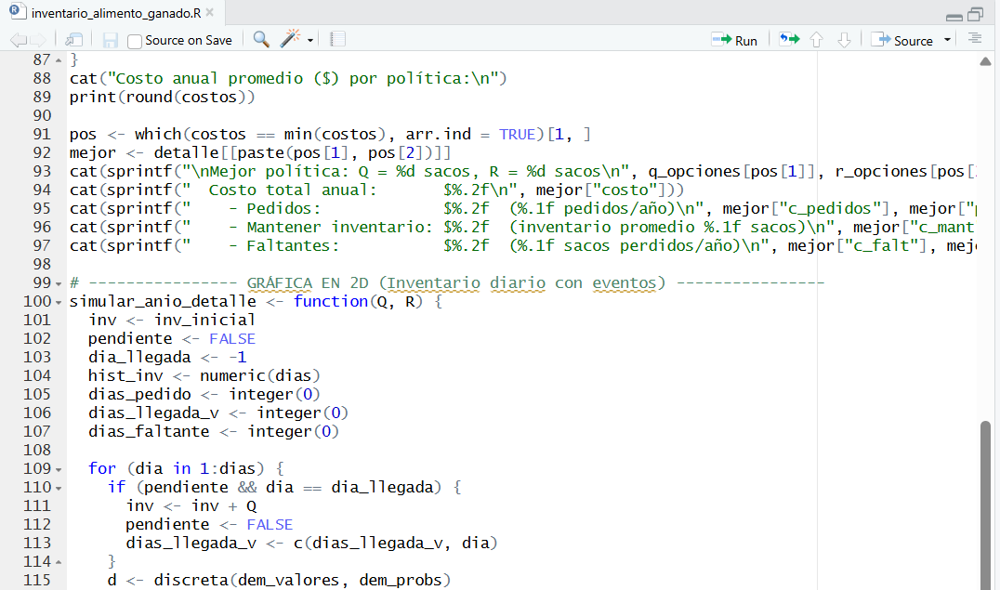 inventario_alimento_ganado.R
Source on Save
Run
Source
87 }
88 cat("Costo anual promedio ($) por política:\n")
89 print(round(costos))
90
91 pos <- which(costos == min(costos), arr.ind = TRUE)[1, ]
92 mejor <- detalle[[paste(pos[1], pos[2])]]
93 cat(sprintf("\nMejor política: Q = %d sacos, R = %d sacos\n", q_opciones[pos[1]], r_opciones[pos[
94 cat(sprintf("  Costo total anual:       $%.2f\n", mejor["costo"]))
95 cat(sprintf("    - Pedidos:             $%.2f  (%.1f pedidos/año)\n", mejor["c_pedidos"], mejor["
96 cat(sprintf("    - Mantener inventario: $%.2f  (inventario promedio %.1f sacos)\n", mejor["c_mant
97 cat(sprintf("    - Faltantes:           $%.2f  (%.1f sacos perdidos/año)\n", mejor["c_falt"], mej
98
99 # ---------------- GRÁFICA EN 2D (Inventario diario con eventos) ----------------
100 simular_anio_detalle <- function(Q, R) {
101   inv <- inv_inicial
102   pendiente <- FALSE
103   dia_llegada <- -1
104   hist_inv <- numeric(dias)
105   dias_pedido <- integer(0)
106   dias_llegada_v <- integer(0)
107   dias_faltante <- integer(0)
108
109   for (dia in 1:dias) {
110     if (pendiente && dia == dia_llegada) {
111       inv <- inv + Q
112       pendiente <- FALSE
113       dias_llegada_v <- c(dias_llegada_v, dia)
114     }
115     d <- discreta(dem_valores, dem_probs)